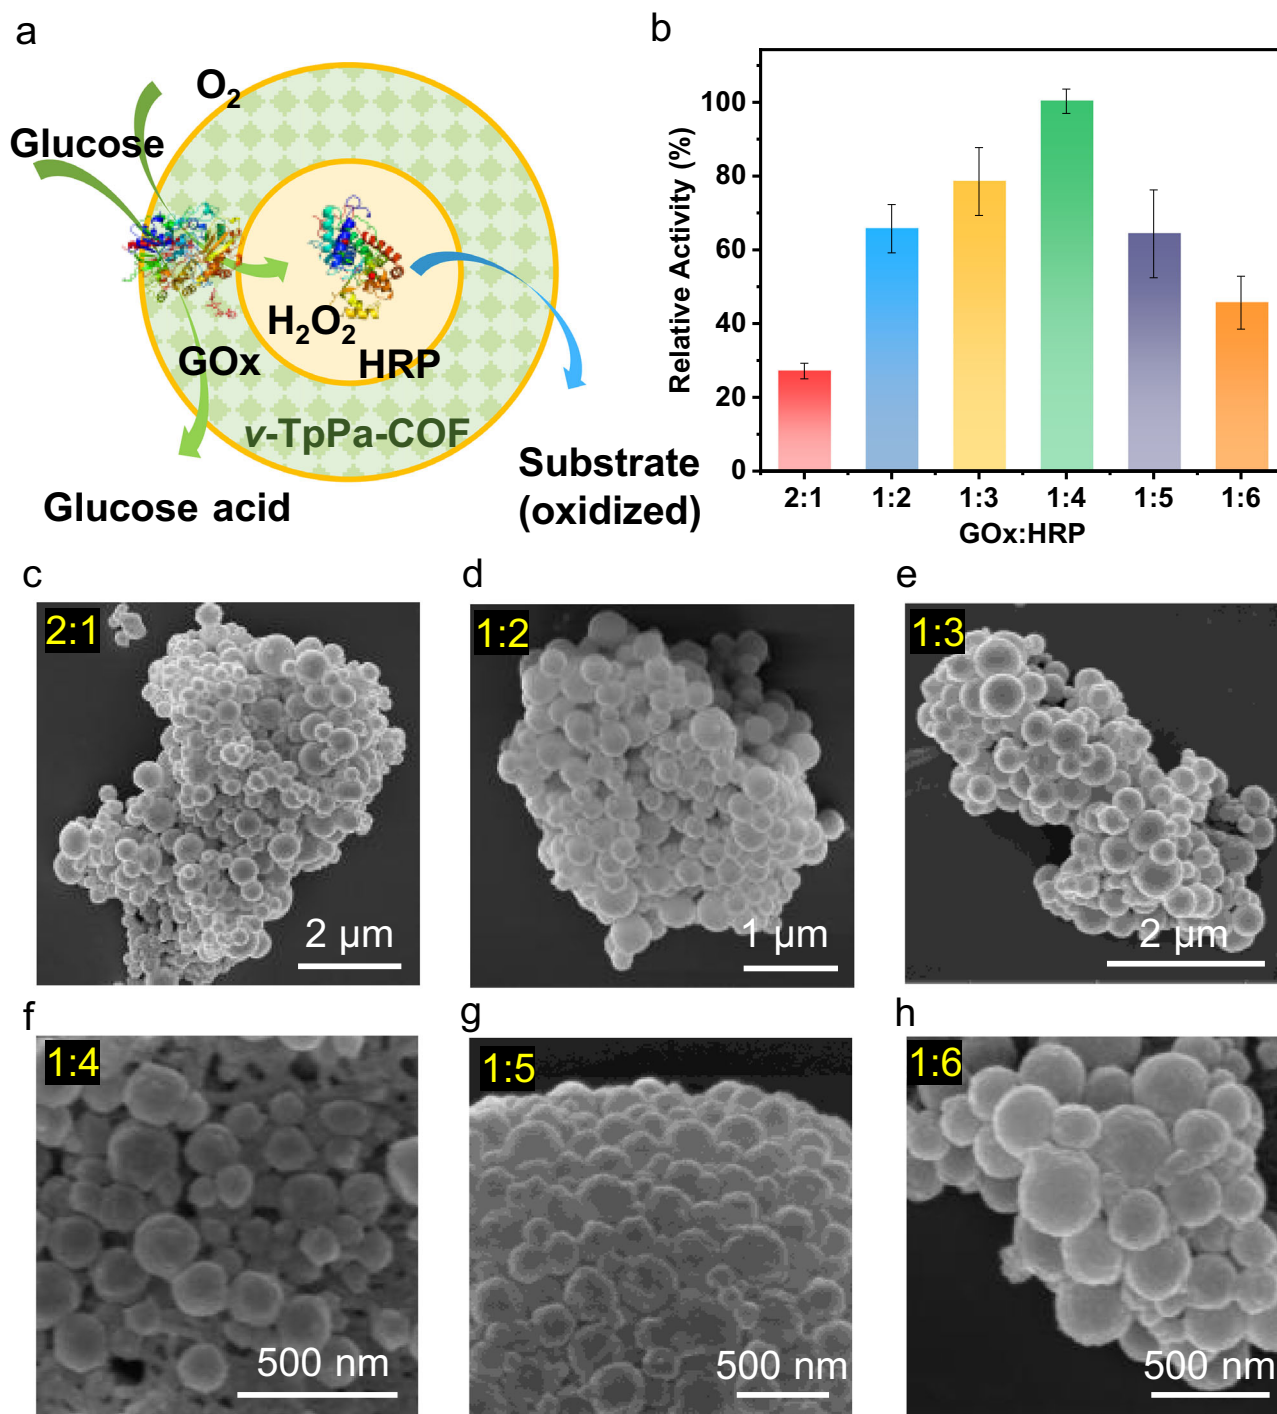 a
O2
Glucose
H2O2
GOx
HRP
v-TpPa-COF
Glucose acid
Substrate
(oxidized)
b
Relative Activity (%)
100
80
60
40
20
0
2:1 1:2 1:3 1:4 1:5 1:6
GOx:HRP
c
2:1
2 μm
d
1:2
1 μm
e
1:3
2 μm
f
1:4
500 nm
g
1:5
500 nm
h
1:6
500 nm